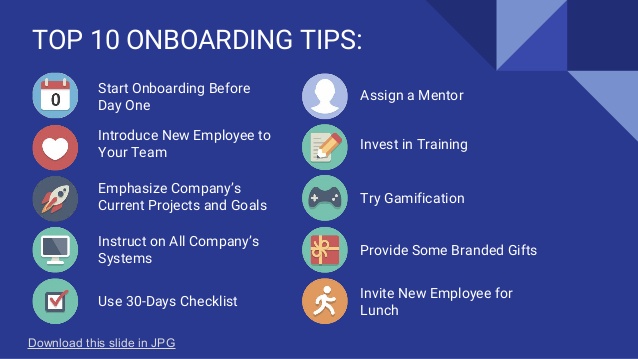 TOP 10 ONBOARDING TIPS:
0
Start Onboarding Before
Day One
Introduce New Employee to
Your Team
Emphasize Company's
Current Projects and Goals
Instruct on All Company's
Systems
Use 30-Days Checklist
Assign a Mentor
Invest in Training
Try Gamification
Provide Some Branded Gifts
Invite New Employee for
Lunch
Download this slide in JPG